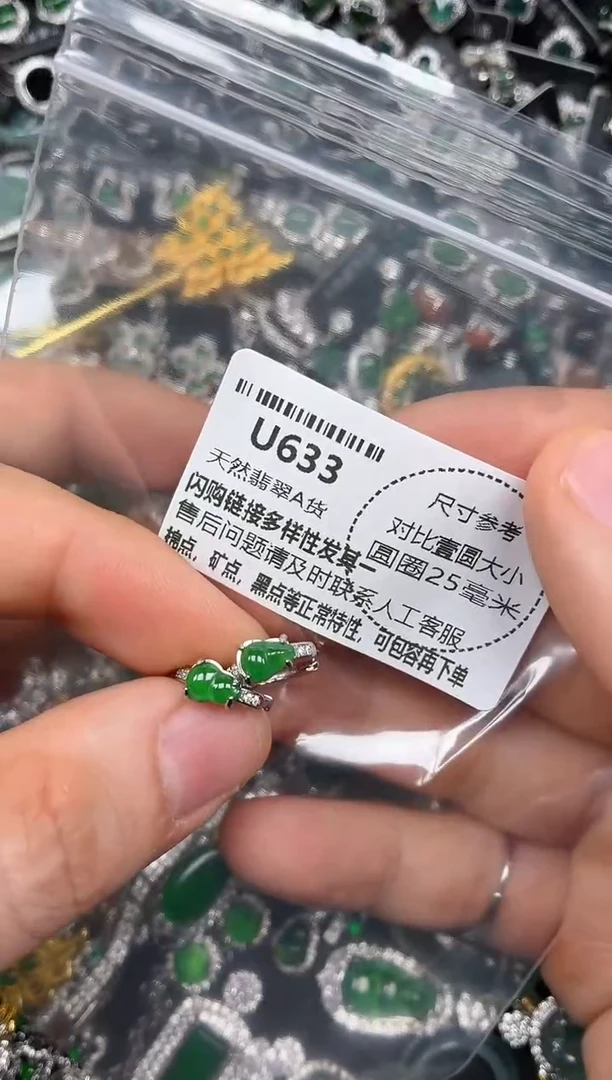 U633
天然翡翠A货
闪购链接多样性发其一
售后问题请及时联系人工客服
棉点，矿点，黑点等正常特性，可包容再下单
尺寸参考
对比壹圆大小
圆圈25毫米